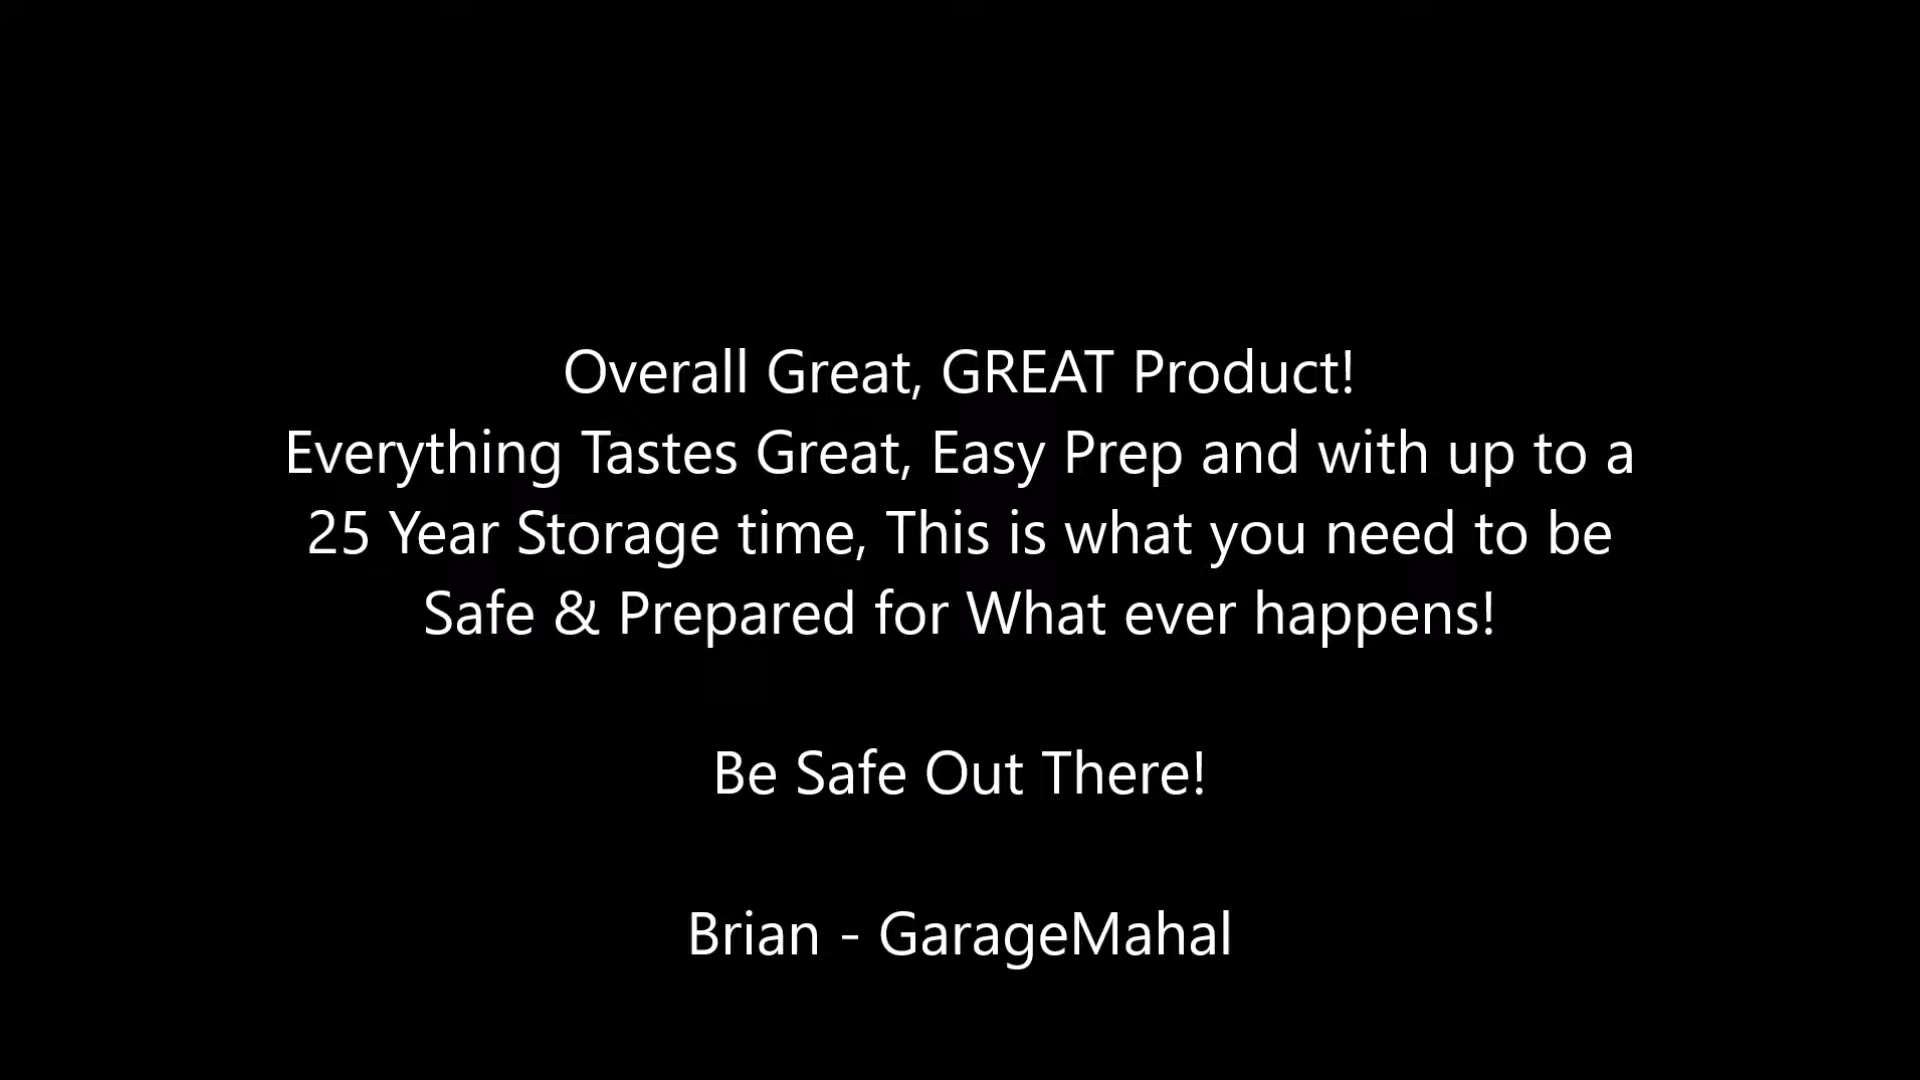 Overall Great, GREAT Product!
Everything Tastes Great, Easy Prep and with up to a
25 Year Storage time, This is what you need to be
Safe & Prepared for What ever happens!
Be Safe Out There!
Brian - GarageMahal